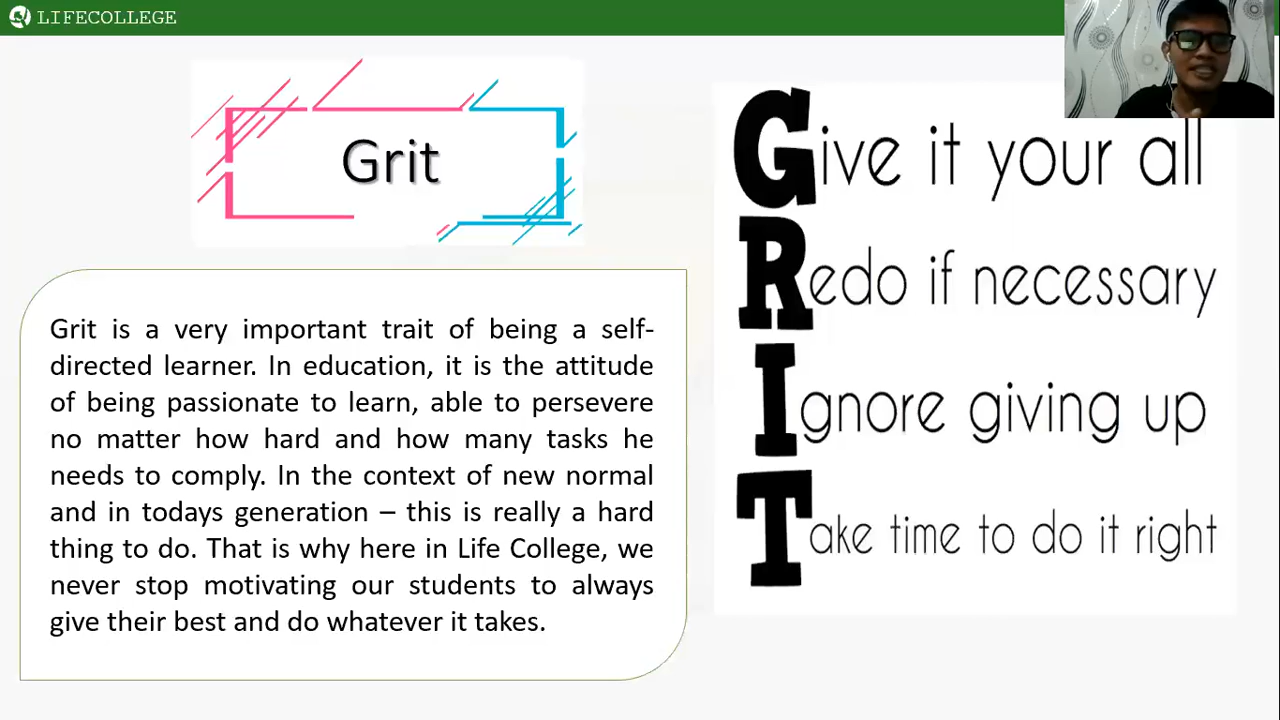 LIFECOLLEGE
Grit
Grit is a very important trait of being a self-
directed learner. In education, it is the attitude
of being passionate to learn, able to persevere
no matter how hard and how many tasks he
needs to comply. In the context of new normal
and in todays generation – this is really a hard
thing to do. That is why here in Life College, we
never stop motivating our students to always
give their best and do whatever it takes.
Give it your all
Redo if necessary
Ignore giving up
Take time to do it right